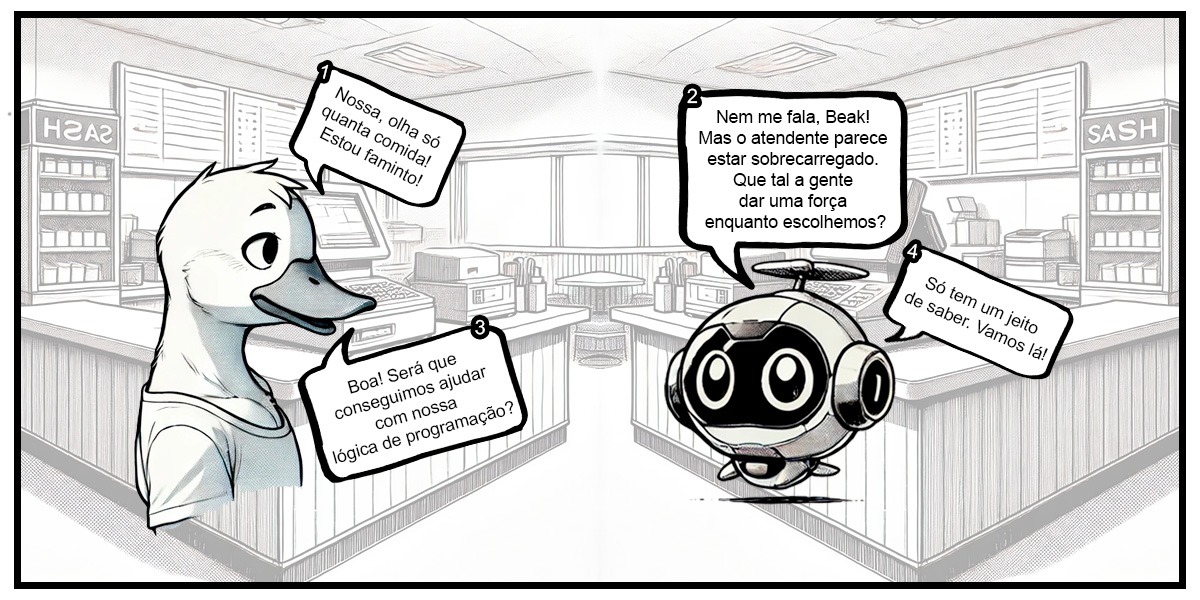 1
Nossa, olha só
quanta comida!
Estou faminto!
2
Nem me fala, Beak!
Mas o atendente parece
estar sobrecarregado.
Que tal a gente
dar uma força
enquanto escolhemos?
3
Boa! Será que
conseguimos ajudar
com nossa
lógica de programação?
4
Só tem um jeito
de saber. Vamos lá!
SASH
SASH